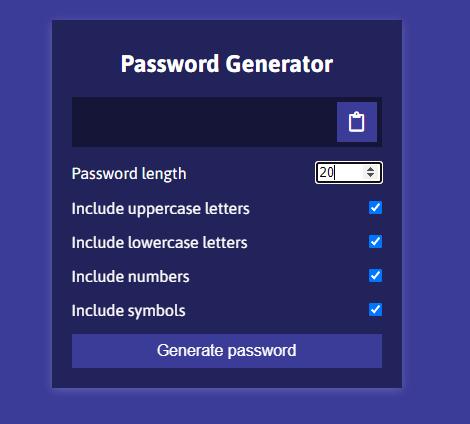 Password Generator
Password length 20
Include uppercase letters
Include lowercase letters
Include numbers
Include symbols
Generate password